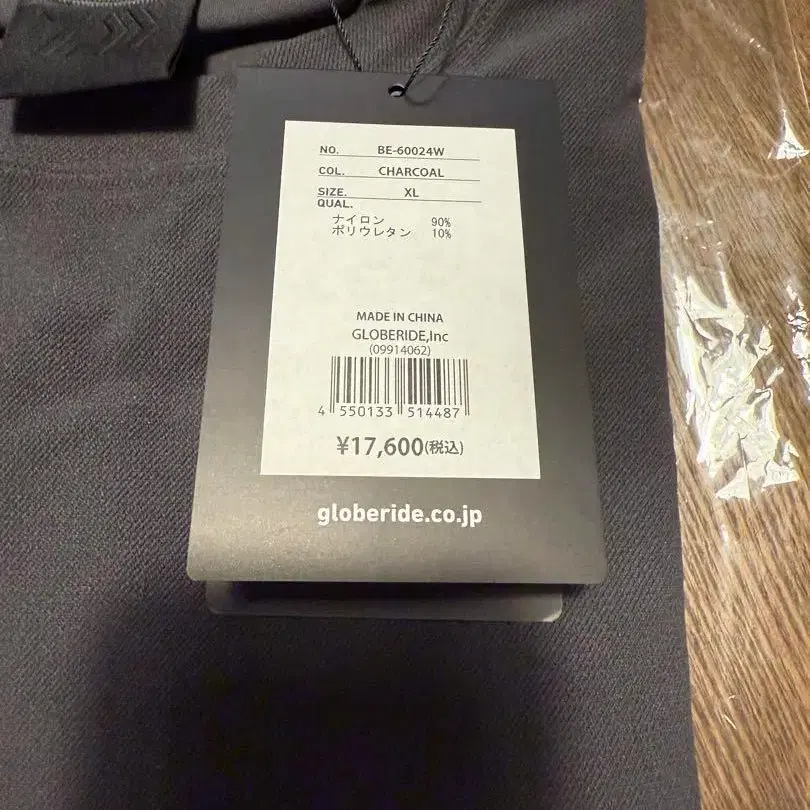 NO. BE-60024W
COL. CHARCOAL
SIZE. XL
QUAL.
ナイロン 90%
ポリウレタン 10%
MADE IN CHINA
GLOBERIDE,Inc
(09914062)
4 550133 514487
¥17,600(税込)
globeride.co.jp